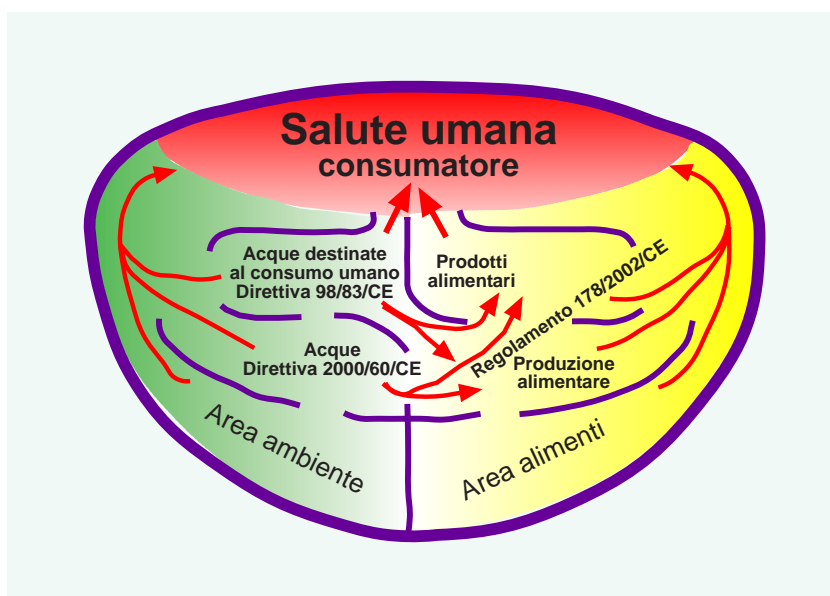 Salute umana
consumatore
Acque destinate
al consumo umano
Direttiva 98/83/CE
Prodotti
alimentari
Regolamento 178/2002/CE
Acque
Direttiva 2000/60/CE
Produzione
alimentare
Area ambiente
Area alimenti